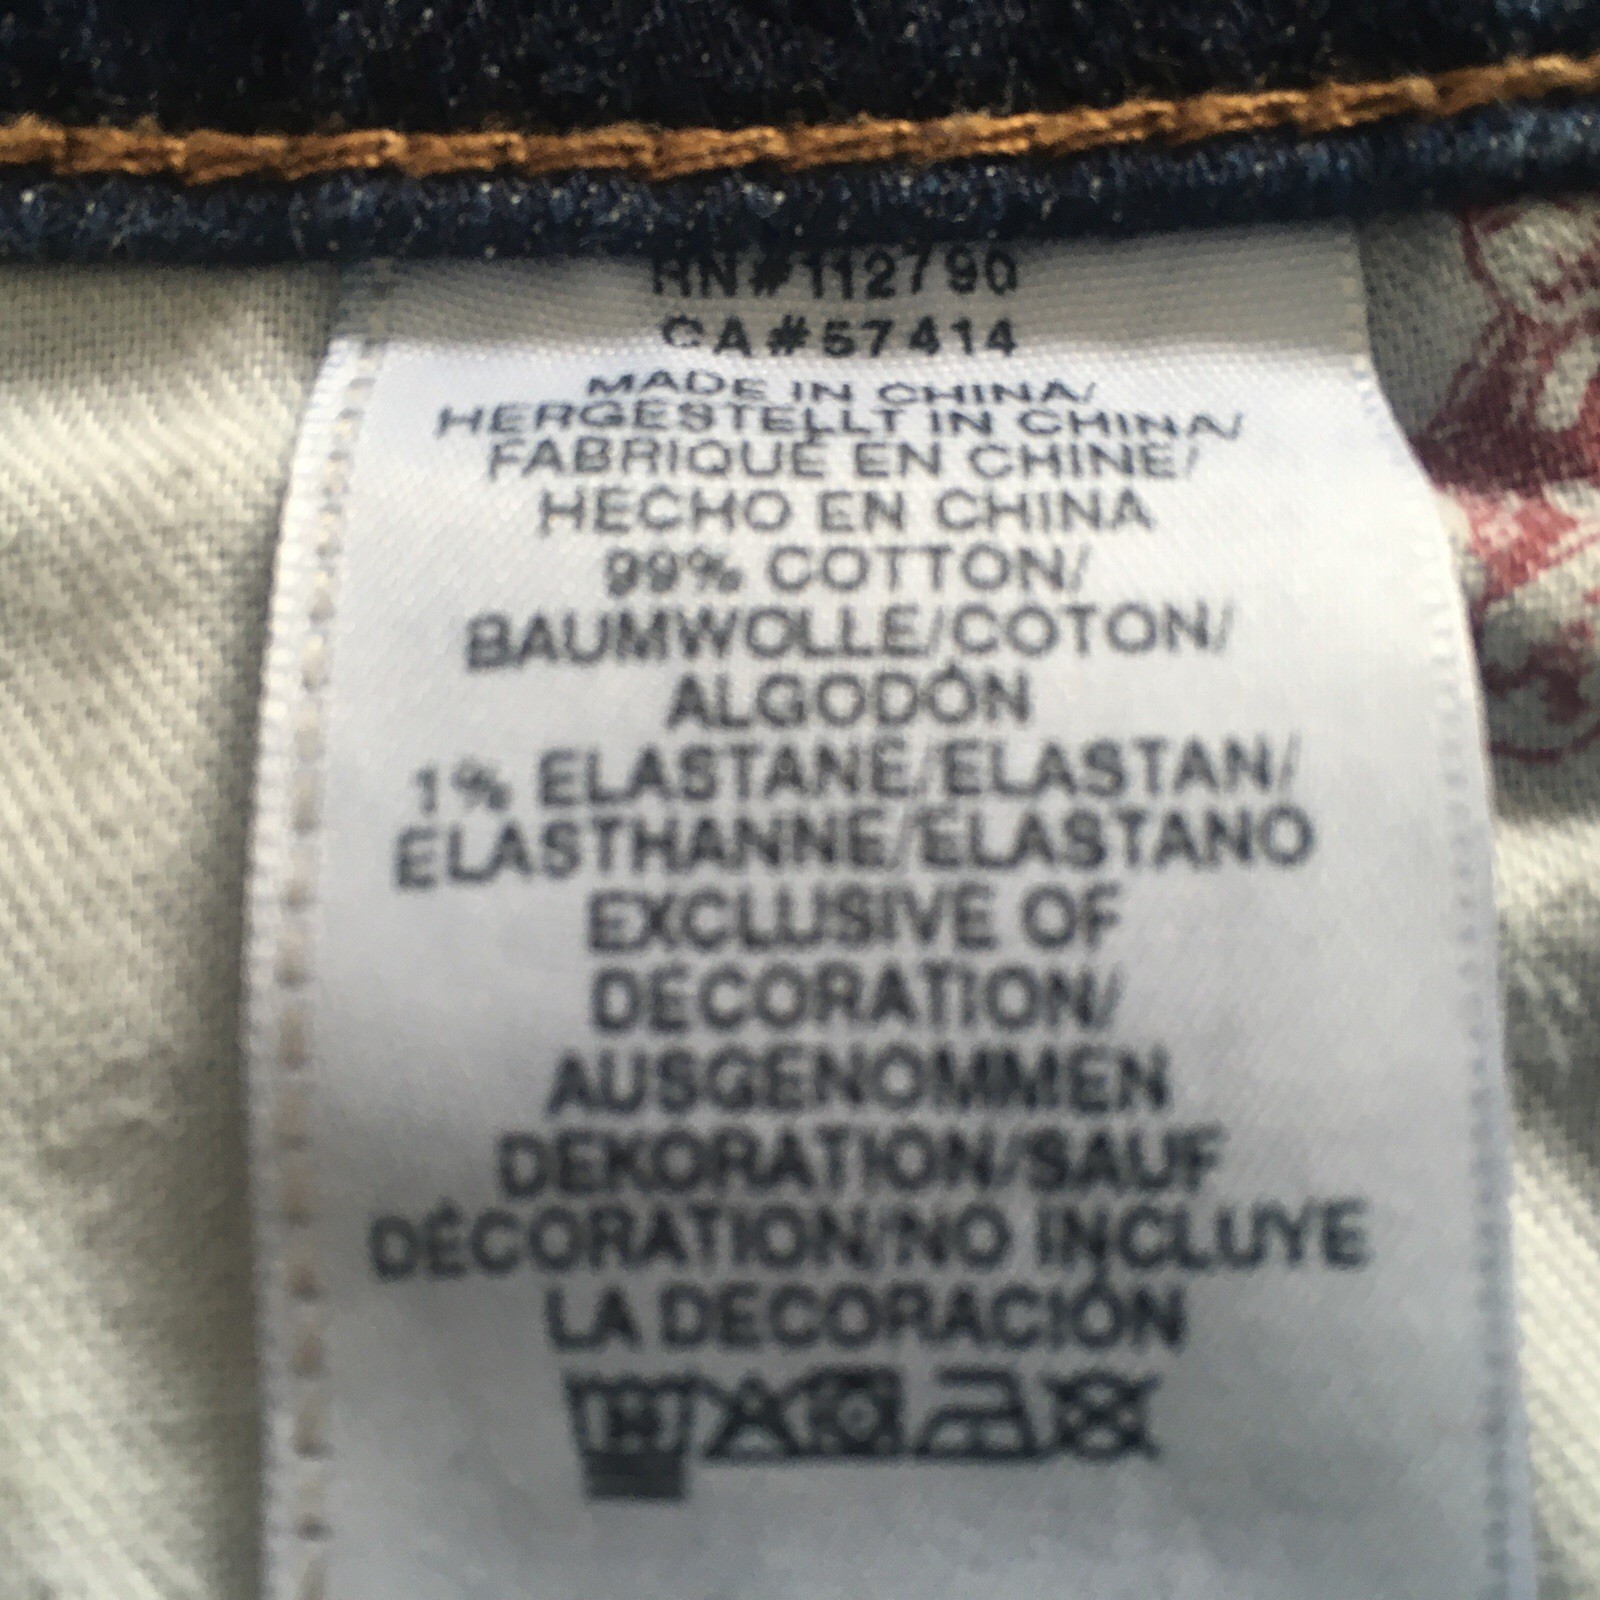 RN#112790
CA#57414
MADE IN CHINA/
HERGESTELLT IN CHINA/
FABRIQUÉ EN CHINE/
HECHO EN CHINA
99% COTTON/
BAUMWOLLE/COTON/
ALGODÓN
1% ELASTANE/ELASTAN/
ÉLASTHANNE/ELASTANO
EXCLUSIVE OF
DECORATION/
AUSGENOMMEN
DEKORATION/SAUF
DÉCORATION/NO INCLUYE
LA DECORACIÓN